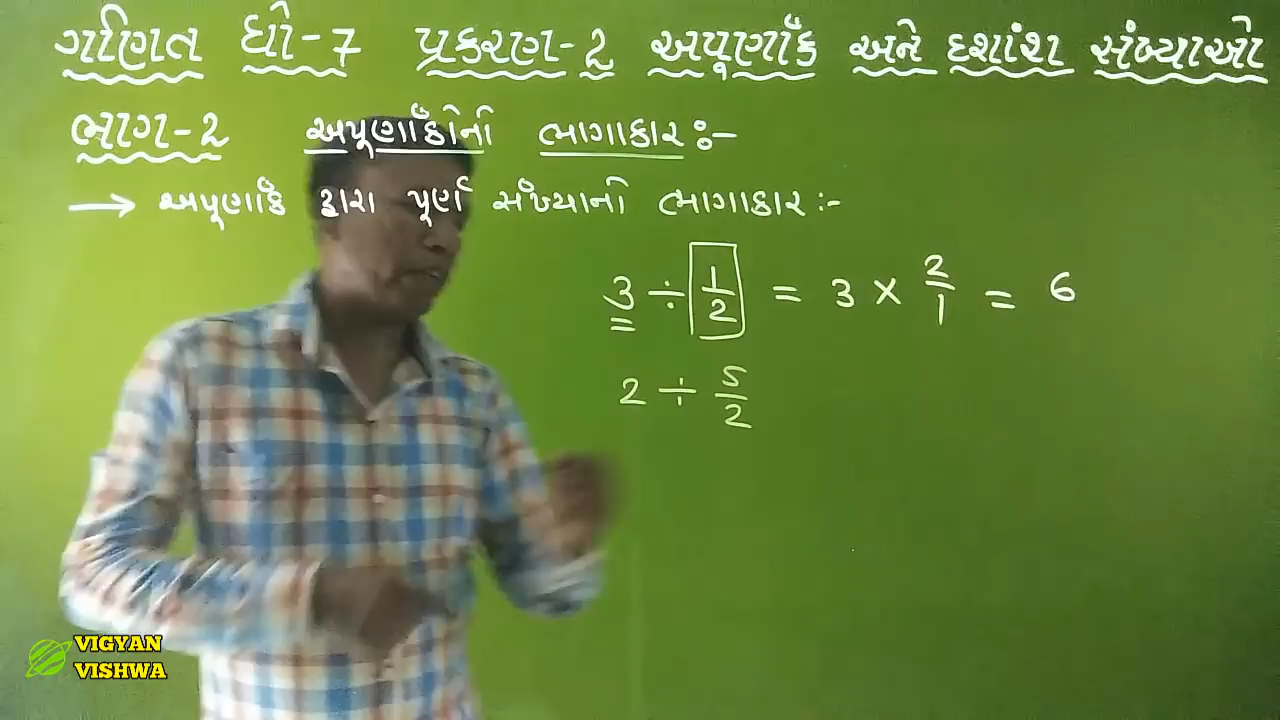 ગણિત ધો-7 પ્રકરણ-2 અપૂર્ણાંક અને દશાંશ સંખ્યાઓ
ભાગ-2 અપૂર્ણાંકોનો ભાગાકાર :-
→ અપૂર્ણાંક દ્વારા પૂર્ણ સંખ્યાનો ભાગાકાર :-
3 ÷ 1/2 = 3 × 2/1 = 6
2 ÷ 5/2
VIGYAN
VISHWA